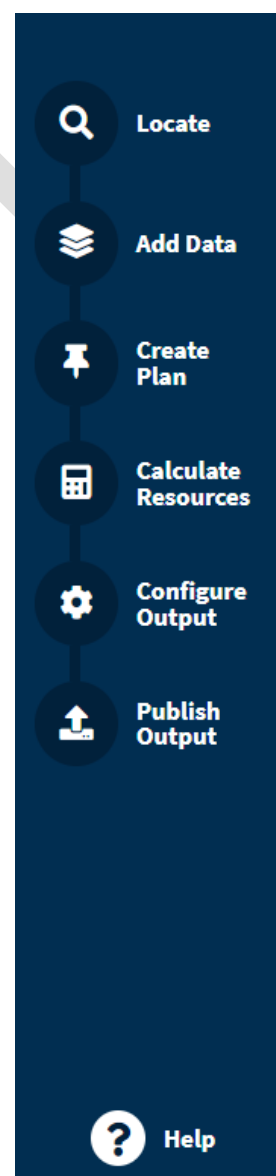 Locate
Add Data
Create
Plan
Calculate
Resources
Configure
Output
Publish
Output
? Help